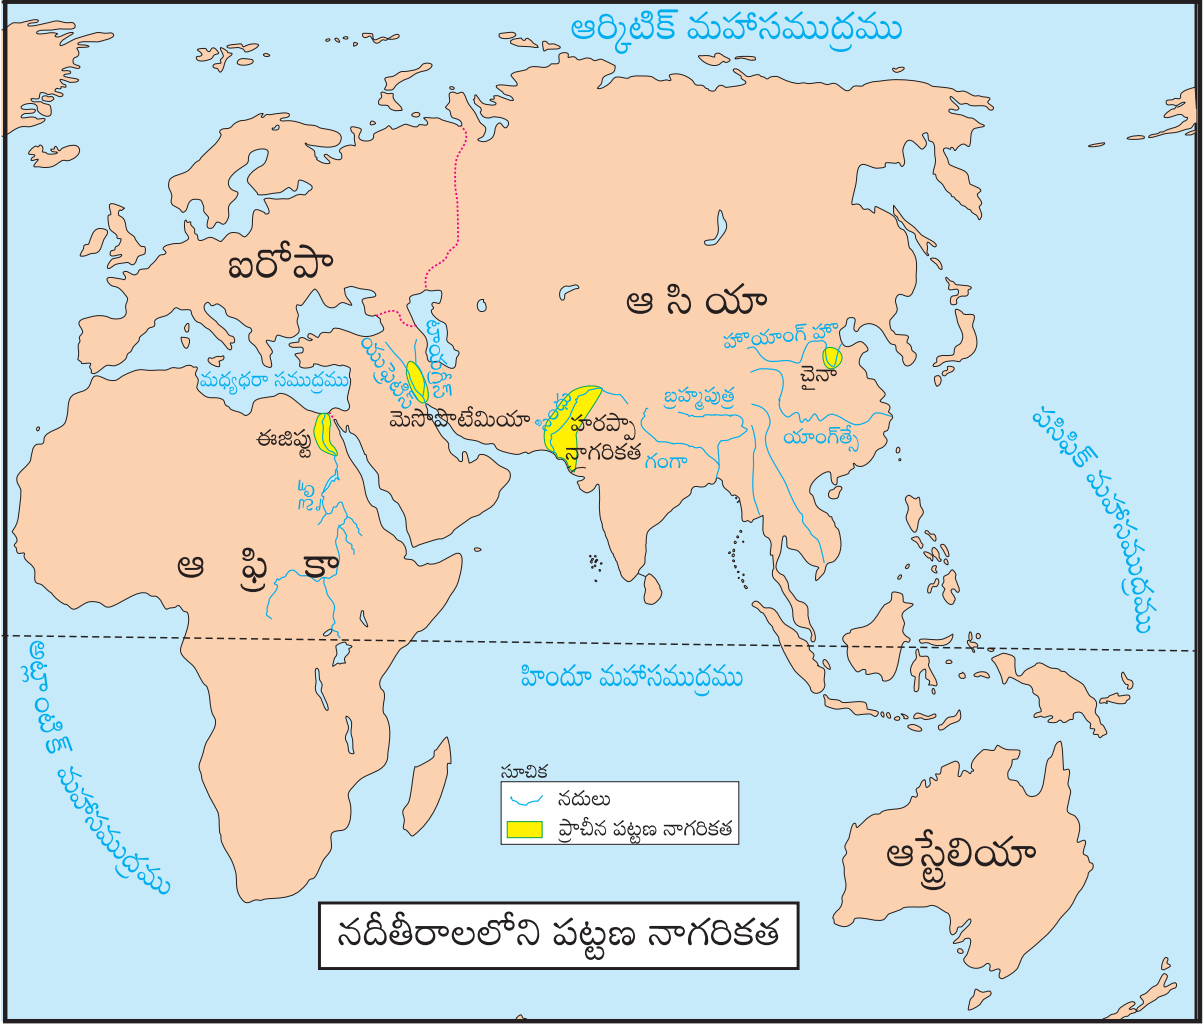 ఆర్కిటిక్ మహాసముద్రము
ఐరోపా
ఆ సి యా
హొయాంగ్ హొ
చైనా
యూఫ్రెటిస్
టైగ్రిస్
మధ్యధరా సముద్రము
మెసొపొటేమియా
ఈజిప్టు
నైలు
సింధు
హరప్పా
నాగరికత
బ్రహ్మపుత్ర
గంగా
యాంగ్‌త్సే
పసిఫిక్ మహాసముద్రము
ఆ ఫ్రి కా
అట్లాంటిక్ మహాసముద్రము
హిందూ మహాసముద్రము
సూచిక
నదులు
ప్రాచీన పట్టణ నాగరికత
ఆస్ట్రేలియా
నదీతీరాలలోని పట్టణ నాగరికత